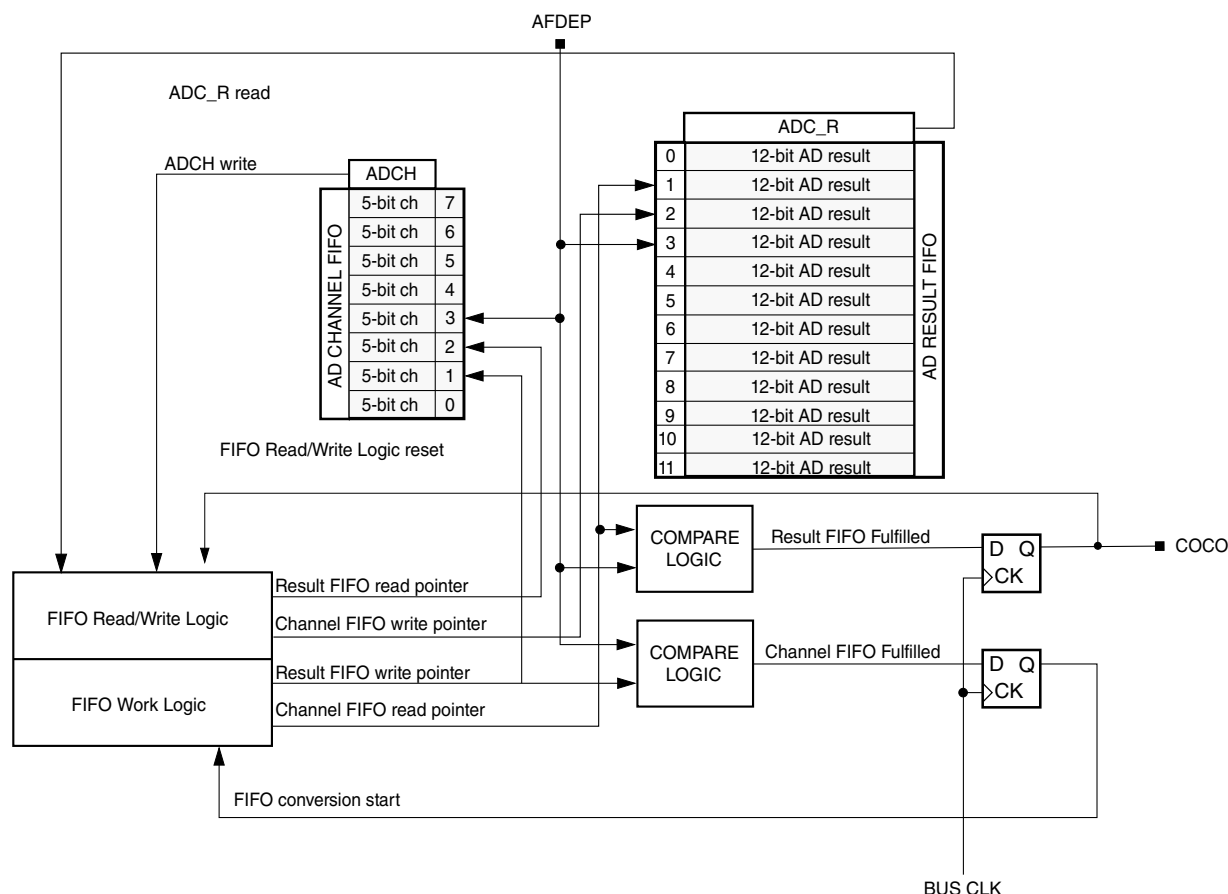 AFDEP
ADC_R read
ADC_R
0 12-bit AD result
1 12-bit AD result
2 12-bit AD result
3 12-bit AD result
4 12-bit AD result
5 12-bit AD result
6 12-bit AD result
7 12-bit AD result
8 12-bit AD result
9 12-bit AD result
10 12-bit AD result
11 12-bit AD result
AD RESULT FIFO
ADCH write
ADCH
5-bit ch 7
5-bit ch 6
5-bit ch 5
5-bit ch 4
5-bit ch 3
5-bit ch 2
5-bit ch 1
5-bit ch 0
AD CHANNEL FIFO
FIFO Read/Write Logic reset
COMPARE
LOGIC
Result FIFO Fulfilled
D Q
CK
COCO
FIFO Read/Write Logic
Result FIFO read pointer
Channel FIFO write pointer
COMPARE
LOGIC
Channel FIFO Fulfilled
D Q
CK
FIFO Work Logic
Result FIFO write pointer
Channel FIFO read pointer
FIFO conversion start
BUS CLK